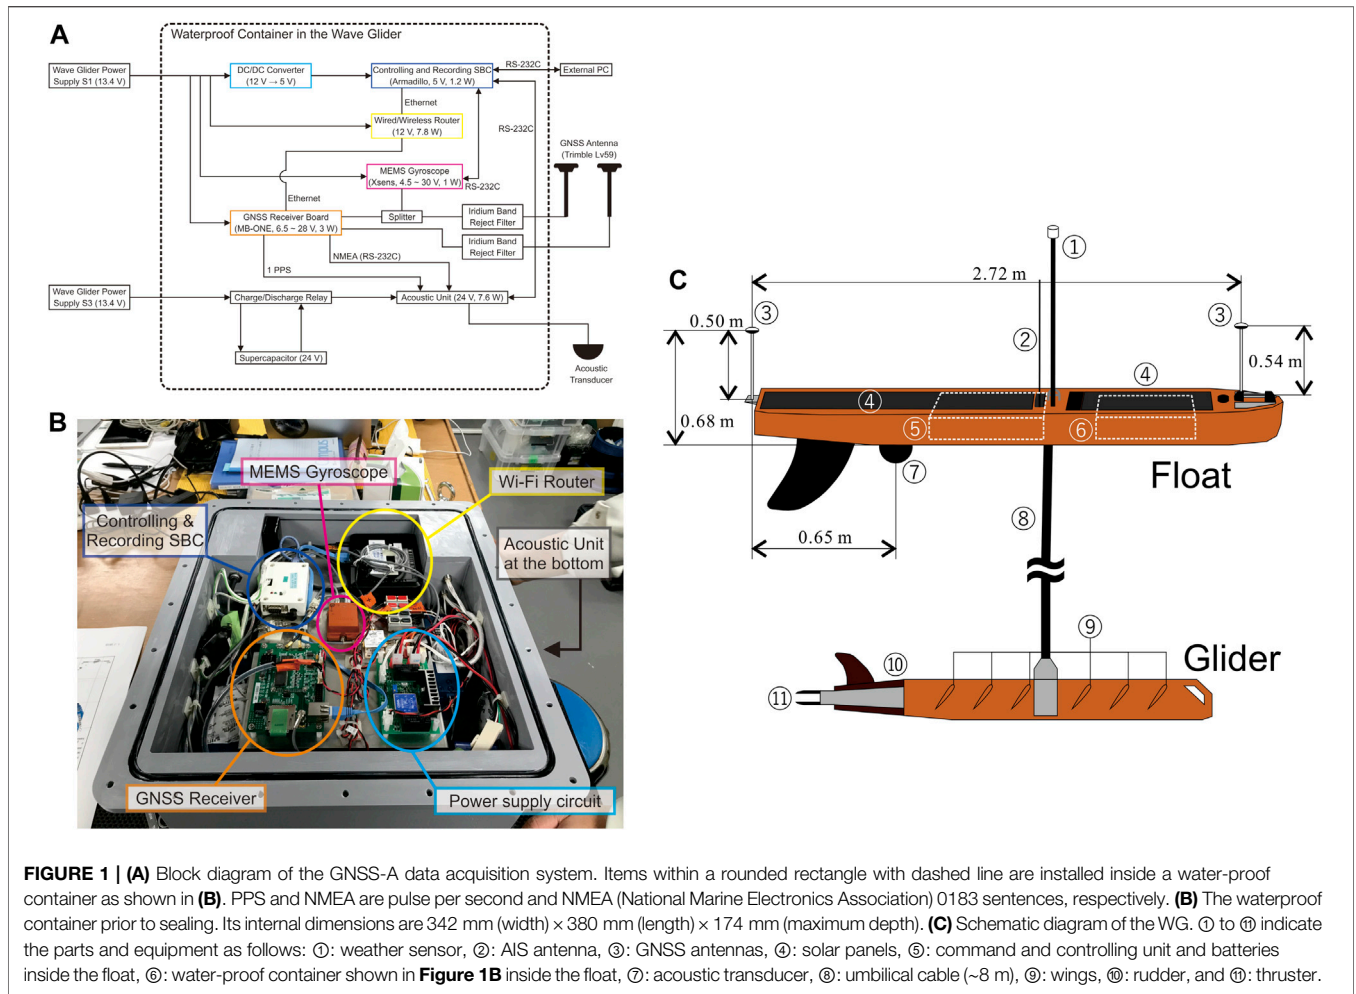 A
Waterproof Container in the Wave Glider
Wave Glider Power
Supply S1 (13.4 V)
DC/DC Converter
(12 V → 5 V)
Controlling and Recording SBC
(Armadillo, 5 V, 1.2 W)
RS-232C
External PC
Ethernet
Wired/Wireless Router
(12 V, 7.8 W)
RS-232C
GNSS Antenna
(Trimble Lv59)
MEMS Gyroscope
(Xsens, 4.5 ~ 30 V, 1 W)
RS-232C
Ethernet
GNSS Receiver Board
(MB-ONE, 6.5 ~ 28 V, 3 W)
Splitter
Iridium Band
Reject Filter
Iridium Band
Reject Filter
NMEA (RS-232C)
1 PPS
Wave Glider Power
Supply S3 (13.4 V)
Charge/Discharge Relay
Acoustic Unit (24 V, 7.6 W)
Supercapacitor (24 V)
Acoustic
Transducer
B
MEMS Gyroscope
Wi-Fi Router
Controlling &
Recording SBC
Acoustic Unit
at the bottom
GNSS Receiver
Power supply circuit
C
①
2.72 m
③
③
0.50 m
②
0.54 m
④
④
0.68 m
⑤
⑥
⑦
Float
⑧
0.65 m
⑨
Glider
⑩
⑪
FIGURE 1 | (A) Block diagram of the GNSS-A data acquisition system. Items within a rounded rectangle with dashed line are installed inside a water-proof
container as shown in (B). PPS and NMEA are pulse per second and NMEA (National Marine Electronics Association) 0183 sentences, respectively. (B) The waterproof
container prior to sealing. Its internal dimensions are 342 mm (width) × 380 mm (length) × 174 mm (maximum depth). (C) Schematic diagram of the WG. ① to ⑪ indicate
the parts and equipment as follows: ①: weather sensor, ②: AIS antenna, ③: GNSS antennas, ④: solar panels, ⑤: command and controlling unit and batteries
inside the float, ⑥: water-proof container shown in Figure 1B inside the float, ⑦: acoustic transducer, ⑧: umbilical cable (~8 m), ⑨: wings, ⑩: rudder, and ⑪: thruster.